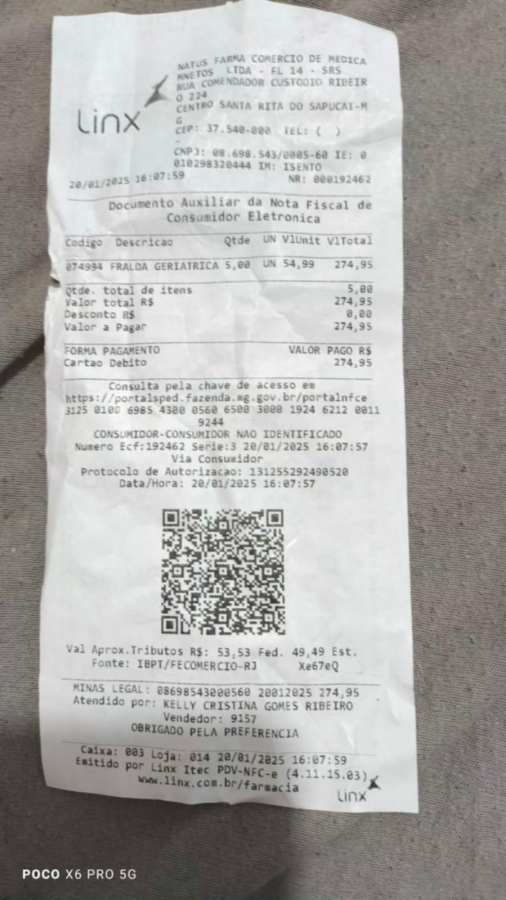 Linx
NATUS FARMA COMERCIO DE MEDICA
MNETOS LTDA - FL 14 - SRS
RUA COMENDADOR CUSTODIO RIBEIR
O 224
CENTRO SANTA RITA DO SAPUCAI-M
G
CEP: 37.540-000 TEL: ( )
-
CNPJ: 08.698.543/0005-60 IE: 0
010298320444 IM: ISENTO
20/01/2025 16:07:59 NR: 000192462
Documento Auxiliar da Nota Fiscal de
Consumidor Eletronica
Codigo Descricao Qtde UN VlUnit VlTotal
074994 FRALDA GERIATRICA 5,00 UN 54,99 274,95
Qtde. total de itens 5,00
Valor total R$ 274,95
Desconto R$ 0,00
Valor a Pagar 274,95
FORMA PAGAMENTO VALOR PAGO R$
Cartao Debito 274,95
Consulta pela chave de acesso em
https://portalsped.fazenda.mg.gov.br/portalnfce
3125 0108 6985 4300 0560 6500 3000 1924 6212 0011
9244
CONSUMIDOR-CONSUMIDOR NAO IDENTIFICADO
Numero Ecf:192462 Serie:3 20/01/2025 16:07:57
Via Consumidor
Protocolo de Autorizacao: 131255292490520
Data/Hora: 20/01/2025 16:07:57
Val Aprox.Tributos R$: 53,53 Fed. 49,49 Est.
Fonte: IBPT/FECOMERCIO-RJ Xe67eQ
MINAS LEGAL: 08698543000560 20012025 274,95
Atendido por: KELLY CRISTINA GOMES RIBEIRO
Vendedor: 9157
OBRIGADO PELA PREFERENCIA
Caixa: 003 Loja: 014 20/01/2025 16:07:59
Emitido por Linx Itec PDV-NFC-e (4.11.15.03)
www.linx.com.br/farmacia
Linx
POCO X6 PRO 5G